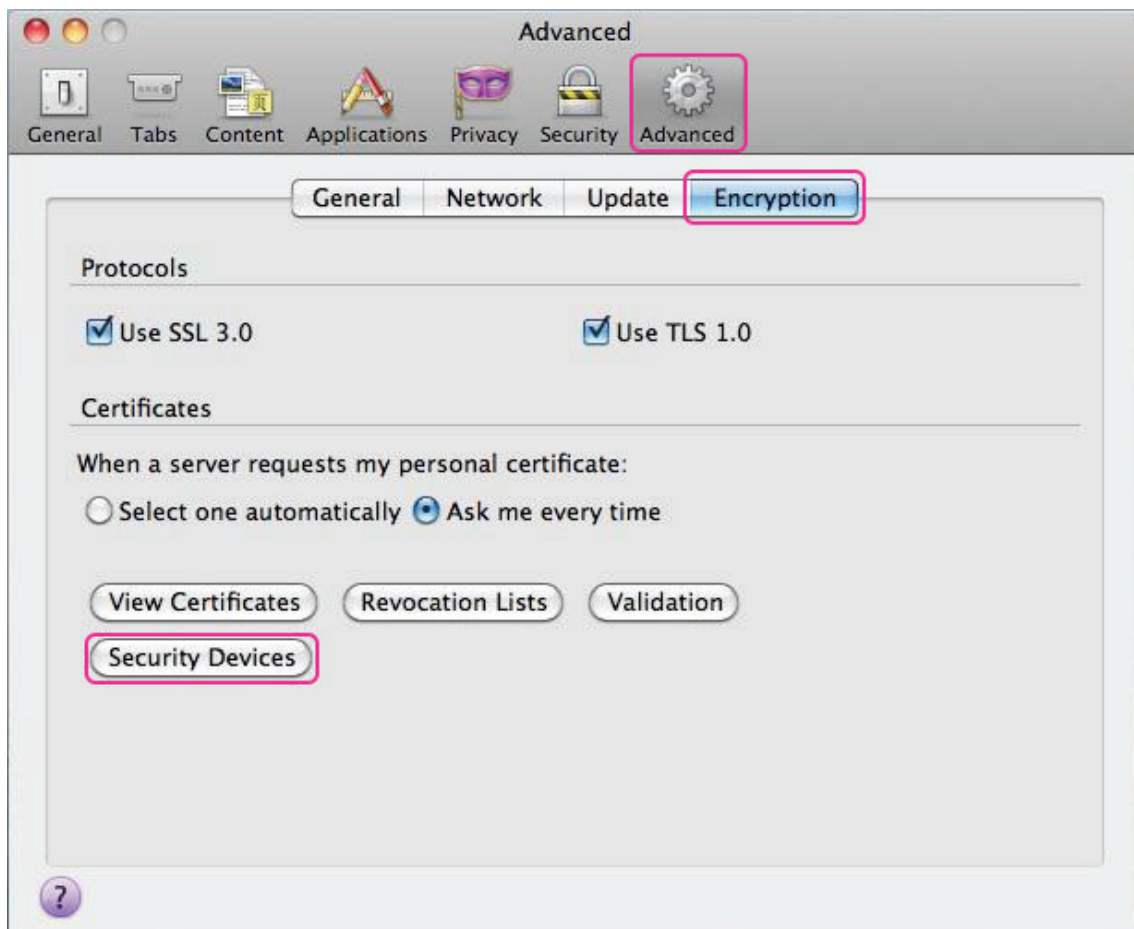 Advanced
General Tabs Content Applications Privacy Security Advanced
General Network Update Encryption
Protocols
Use SSL 3.0 Use TLS 1.0
Certificates
When a server requests my personal certificate:
Select one automatically Ask me every time
View Certificates Revocation Lists Validation
Security Devices
?